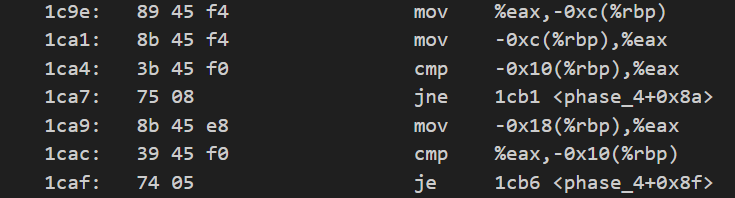 1c9e: 89 45 f4 mov %eax,-0xc(%rbp)
1ca1: 8b 45 f4 mov -0xc(%rbp),%eax
1ca4: 3b 45 f0 cmp -0x10(%rbp),%eax
1ca7: 75 08 jne 1cb1 <phase_4+0x8a>
1ca9: 8b 45 e8 mov -0x18(%rbp),%eax
1cac: 39 45 f0 cmp %eax,-0x10(%rbp)
1caf: 74 05 je 1cb6 <phase_4+0x8f>